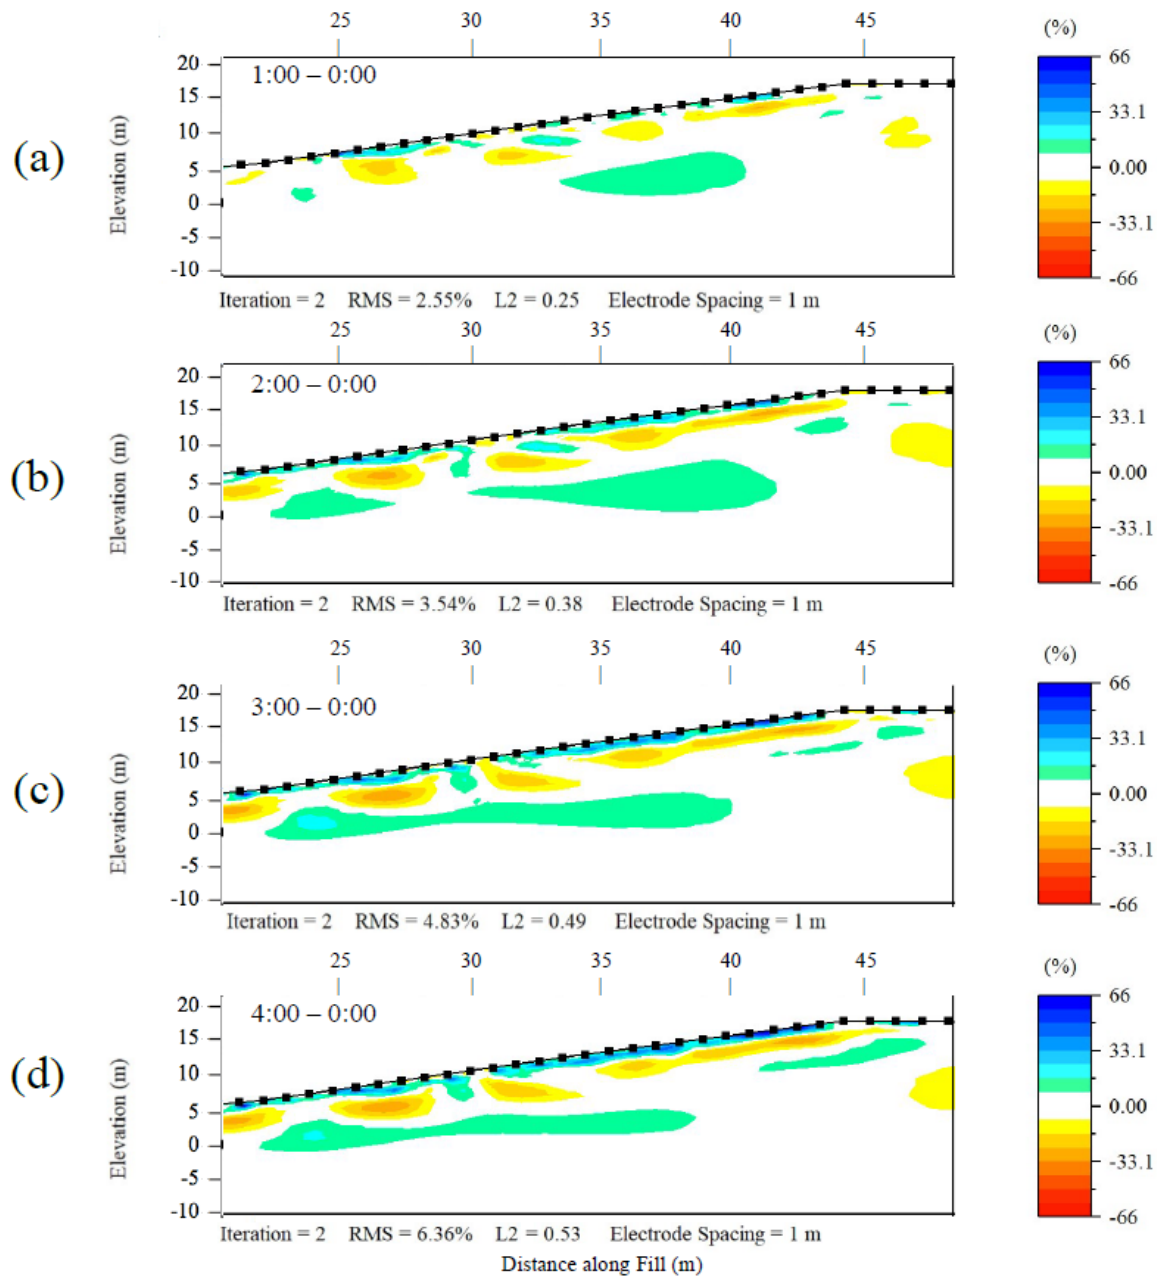 25 30 35 40 45 (%)
20 1:00 – 0:00 66
15
(a) Elevation (m) 10 33.1
5 0.00
0
-5 -33.1
-10 -66
Iteration = 2 RMS = 2.55% L2 = 0.25 Electrode Spacing = 1 m
25 30 35 40 45 (%)
20 2:00 – 0:00 66
15 33.1
(b) Elevation (m) 10
5 0.00
0 -33.1
-5
-10 -66
Iteration = 2 RMS = 3.54% L2 = 0.38 Electrode Spacing = 1 m
25 30 35 40 45 (%)
20 3:00 – 0:00 66
15 33.1
(c) Elevation (m) 10
5 0.00
0 -33.1
-5
-10 -66
Iteration = 2 RMS = 4.83% L2 = 0.49 Electrode Spacing = 1 m
25 30 35 40 45 (%)
20 4:00 – 0:00 66
15 33.1
(d) Elevation (m) 10
5 0.00
0 -33.1
-5
-10 -66
Iteration = 2 RMS = 6.36% L2 = 0.53 Electrode Spacing = 1 m
Distance along Fill (m)